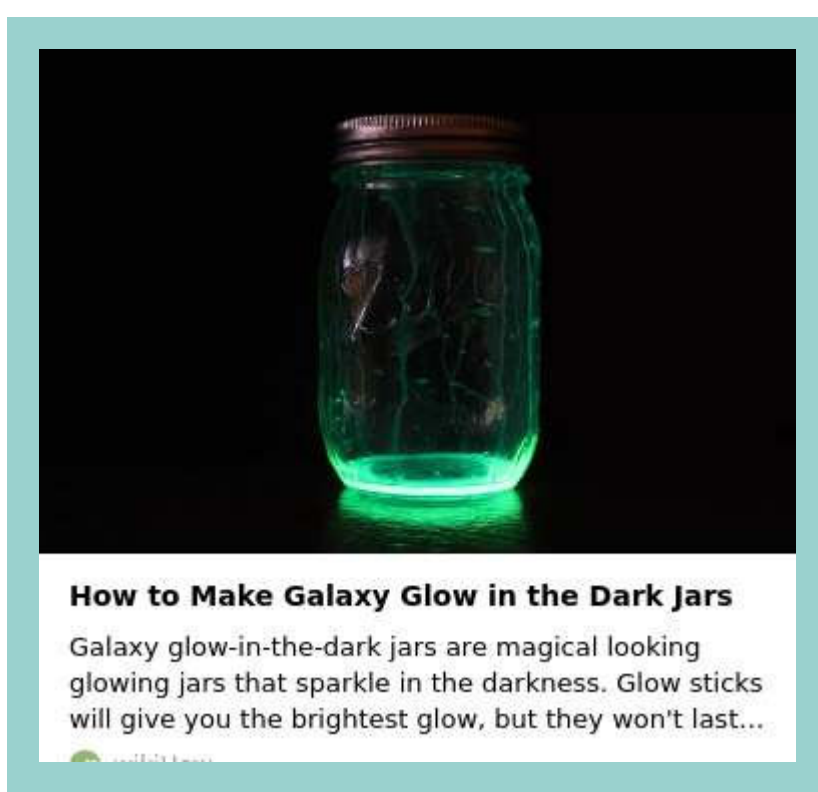 How to Make Galaxy Glow in the Dark Jars
Galaxy glow-in-the-dark jars are magical looking
glowing jars that sparkle in the darkness. Glow sticks
will give you the brightest glow, but they won't last...